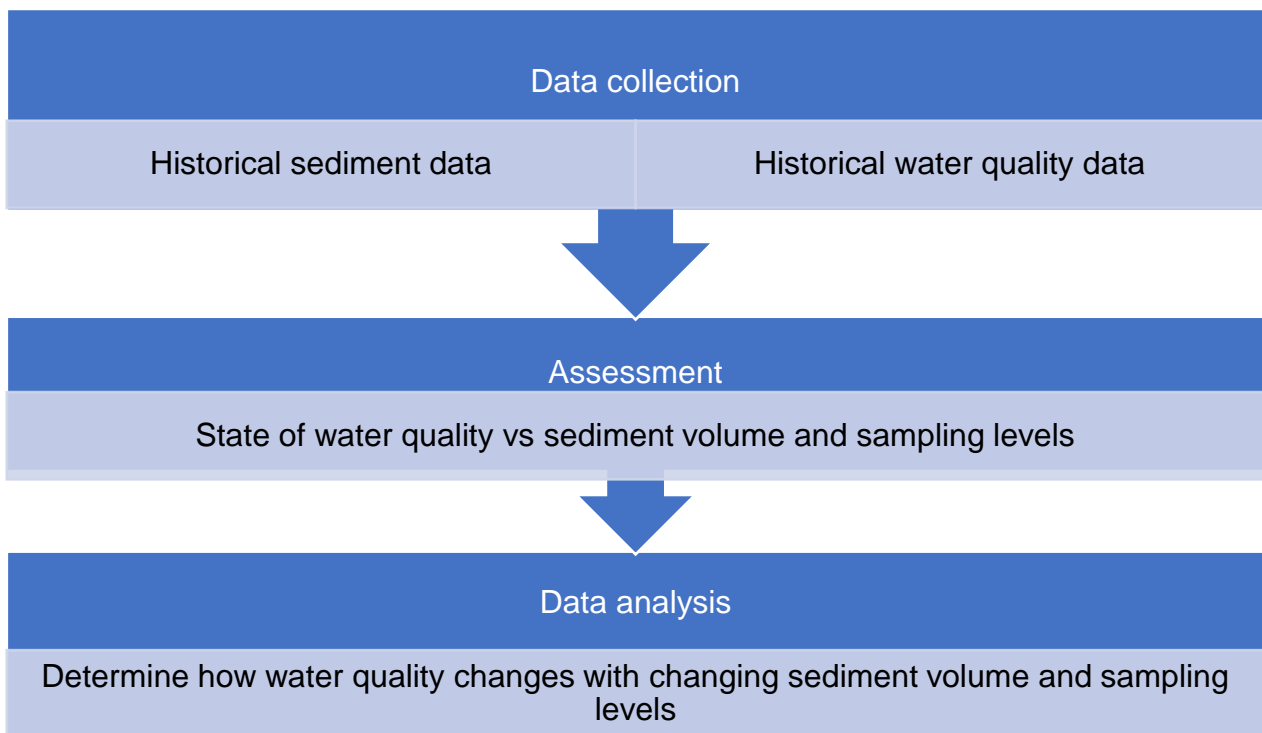 Data collection
Historical sediment data
Historical water quality data
Assessment
State of water quality vs sediment volume and sampling levels
Data analysis
Determine how water quality changes with changing sediment volume and sampling
levels